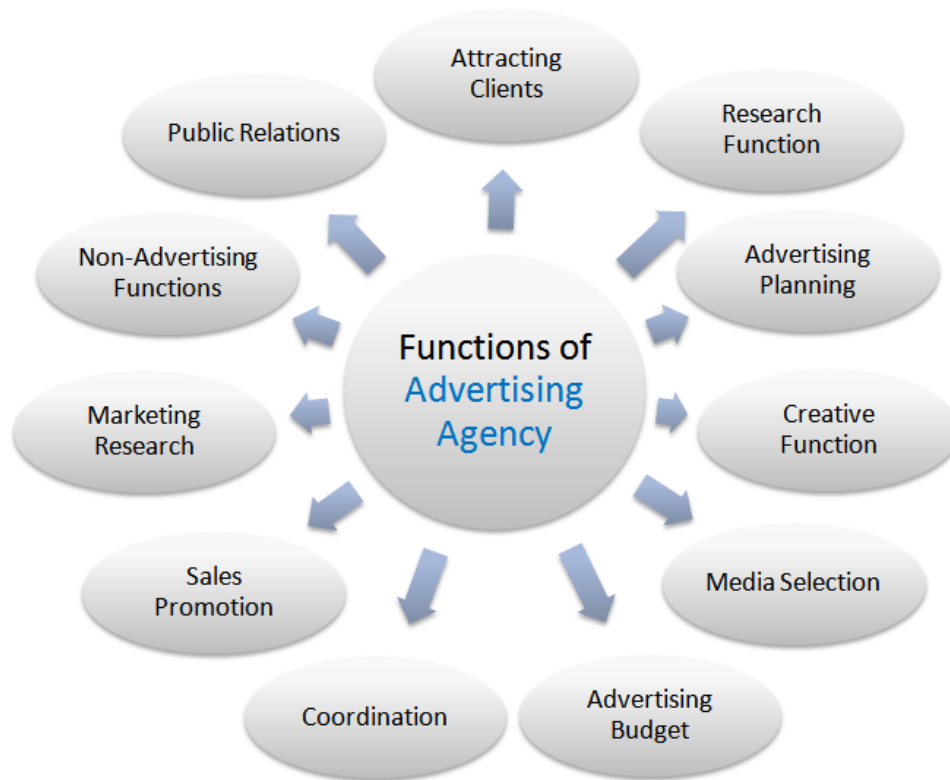 Functions of
Advertising
Agency
Attracting
Clients
Research
Function
Advertising
Planning
Creative
Function
Media Selection
Advertising
Budget
Coordination
Sales
Promotion
Marketing
Research
Non-Advertising
Functions
Public Relations